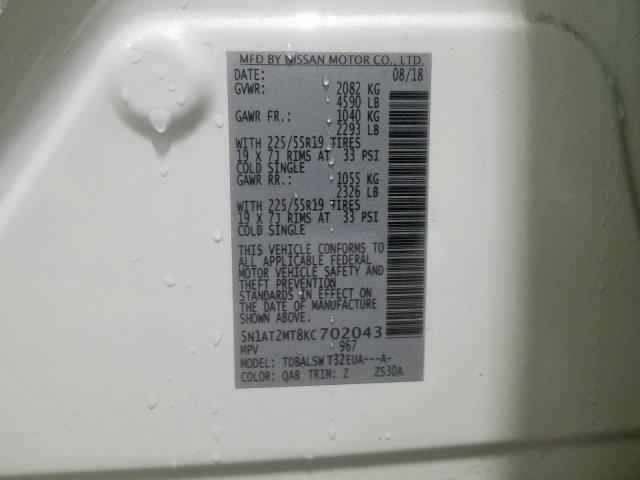 MFD BY NISSAN MOTOR CO., LTD.
DATE: 08/18
GVWR: 2082 KG
4590 LB
GAWR FR.: 1040 KG
2293 LB
WITH 225/55R19 TIRES
19 X 7J RIMS AT 33 PSI
COLD SINGLE
GAWR RR.: 1055 KG
2326 LB
WITH 225/55R19 TIRES
19 X 7J RIMS AT 33 PSI
COLD SINGLE
THIS VEHICLE CONFORMS TO
ALL APPLICABLE FEDERAL
MOTOR VEHICLE SAFETY AND
THEFT PREVENTION
STANDARDS IN EFFECT ON
THE DATE OF MANUFACTURE
SHOWN ABOVE.
5N1AT2MT8KC702043
MPV 967
MODEL: TDBALSW T32EUA---A-
COLOR: QAB TRIM: Z ZS30A